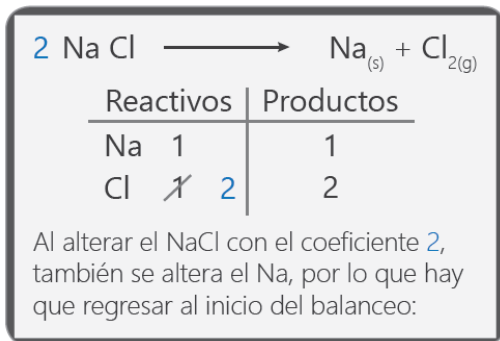 2 Na Cl ⟶ Na(s) + Cl2(g)
Reactivos Productos
Na 1 1
Cl 1 2 2
Al alterar el NaCl con el coeficiente 2,
también se altera el Na, por lo que hay
que regresar al inicio del balanceo: